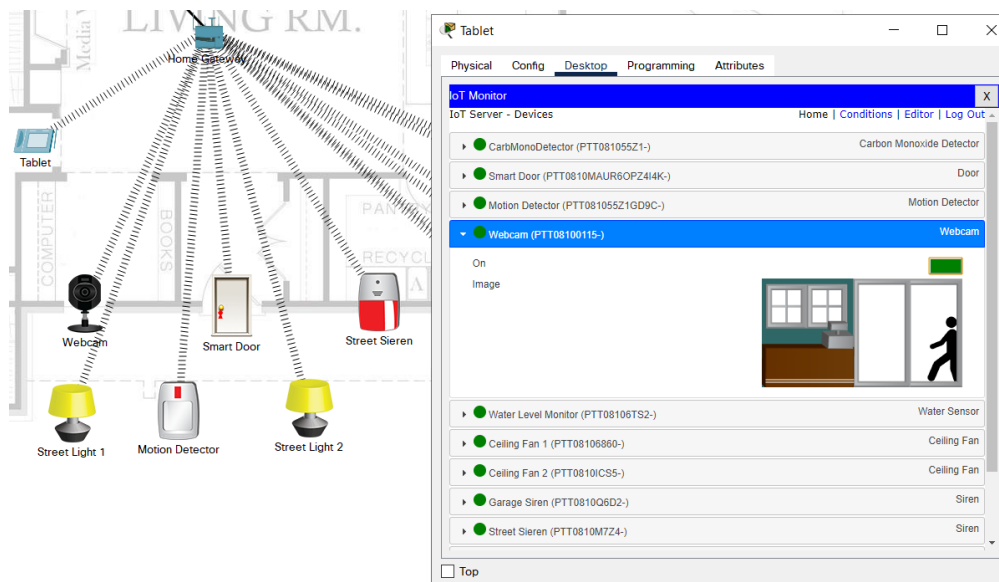 LIVING RM.
Media
Home Gateway
Tablet
COMPUTER
BOOKS
PANTRY
RECYCL
Webcam
Smart Door
Street Sieren
Street Light 1
Motion Detector
Street Light 2
Tablet
Physical Config Desktop Programming Attributes
IoT Monitor X
IoT Server - Devices Home | Conditions | Editor | Log Out
CarbMonoDetector (PTT081055Z1-) Carbon Monoxide Detector
Smart Door (PTT0810MAUR6OPZ4I4K-) Door
Motion Detector (PTT081055Z1GD9C-) Motion Detector
Webcam (PTT08100115-) Webcam
On
Image
Water Level Monitor (PTT08106TS2-) Water Sensor
Ceiling Fan 1 (PTT08106860-) Ceiling Fan
Ceiling Fan 2 (PTT0810ICS5-) Ceiling Fan
Garage Siren (PTT0810Q6D2-) Siren
Street Sieren (PTT0810M7Z4-) Siren
Top